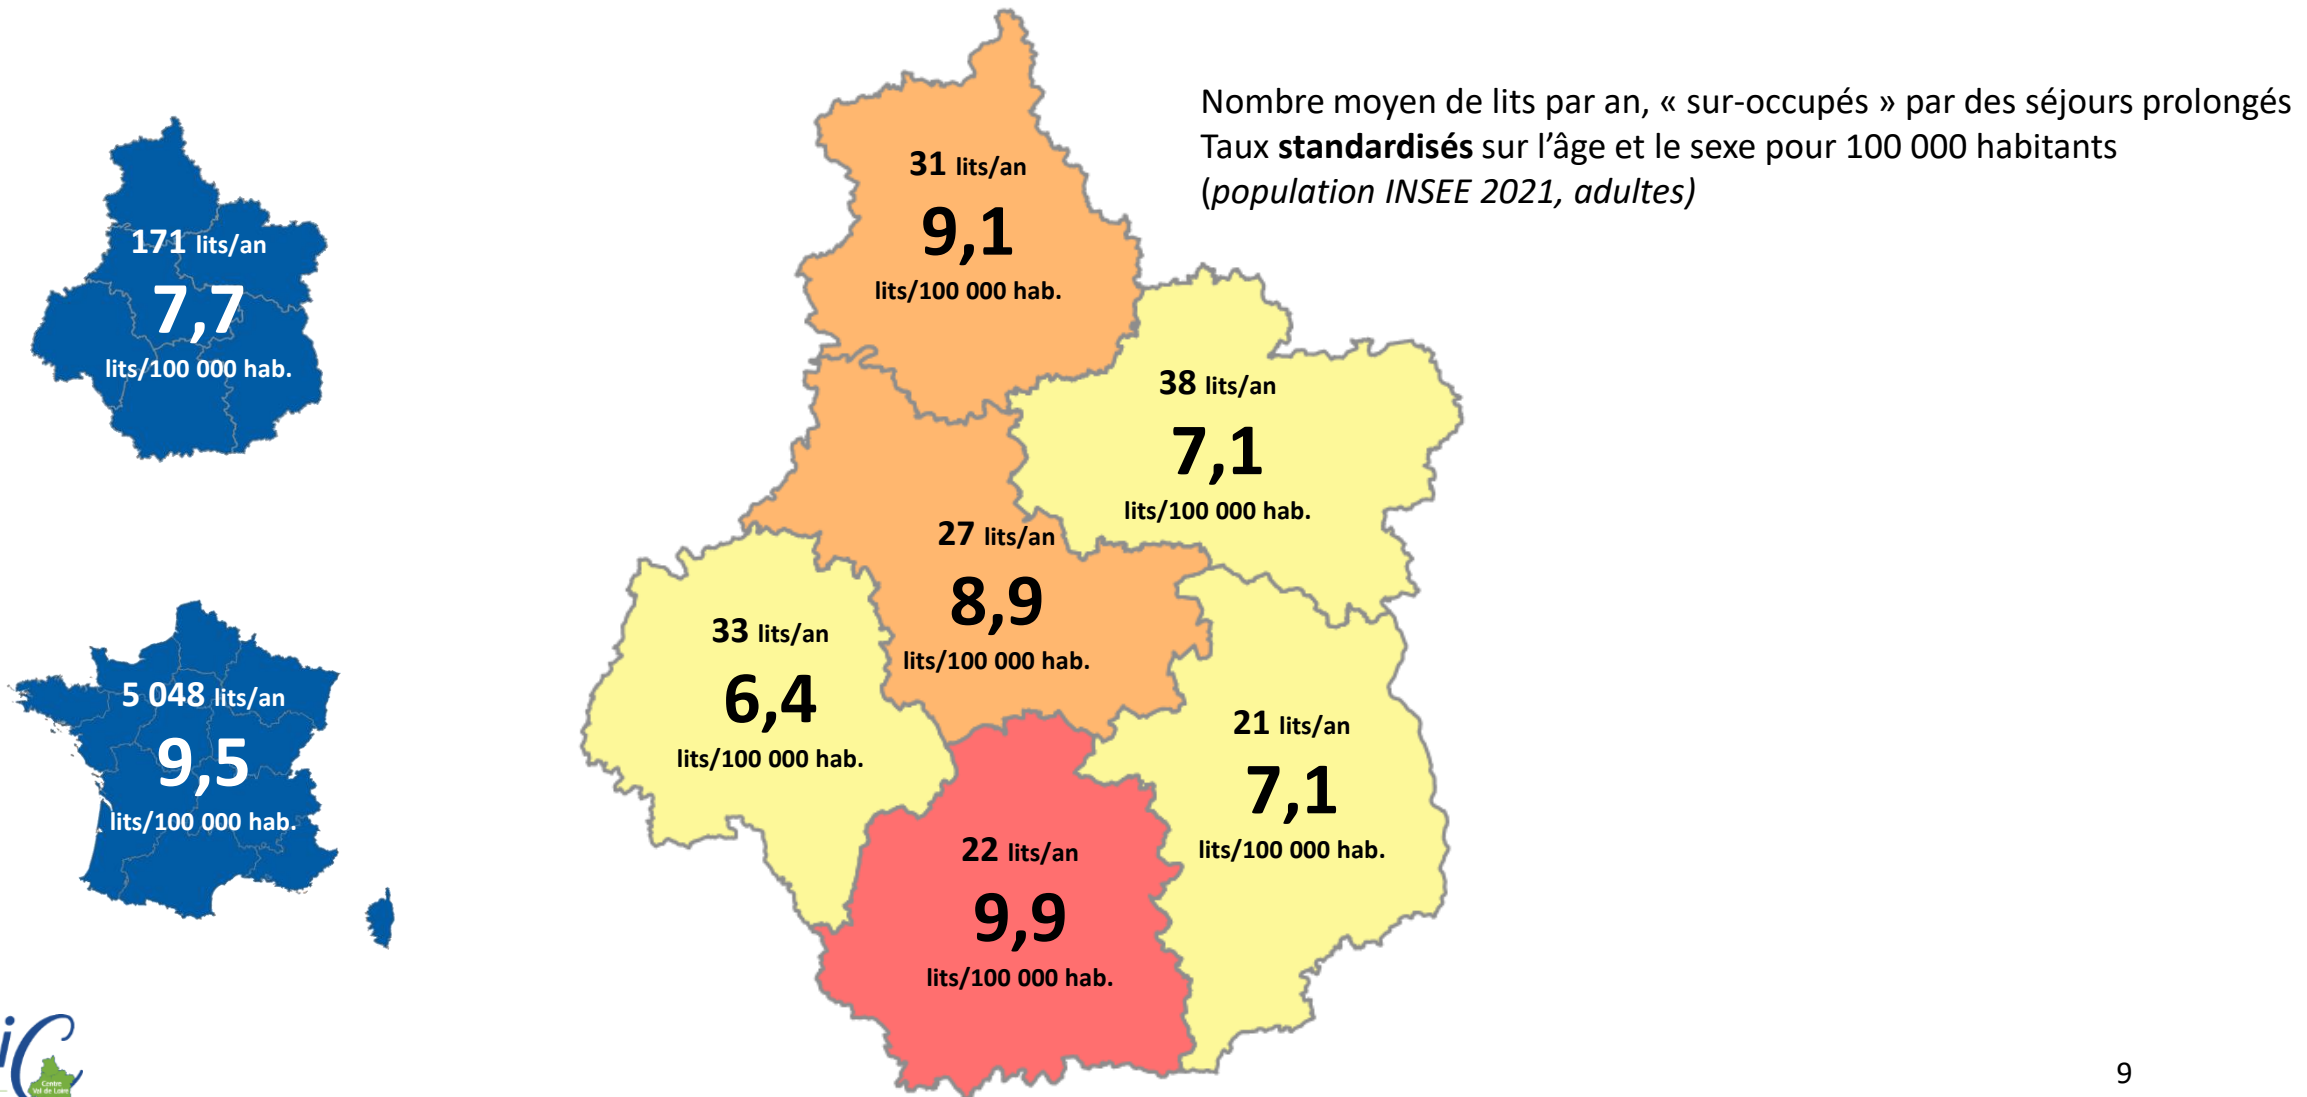 Nombre moyen de lits par an, « sur-occupés » par des séjours prolongés
Taux standardisés sur l’âge et le sexe pour 100 000 habitants
(population INSEE 2021, adultes)
171 lits/an
7,7
lits/100 000 hab.
5 048 lits/an
9,5
lits/100 000 hab.
31 lits/an
9,1
lits/100 000 hab.
38 lits/an
7,1
lits/100 000 hab.
27 lits/an
8,9
lits/100 000 hab.
33 lits/an
6,4
lits/100 000 hab.
21 lits/an
7,1
lits/100 000 hab.
22 lits/an
9,9
lits/100 000 hab.
iC
Centre
Val de Loire
9